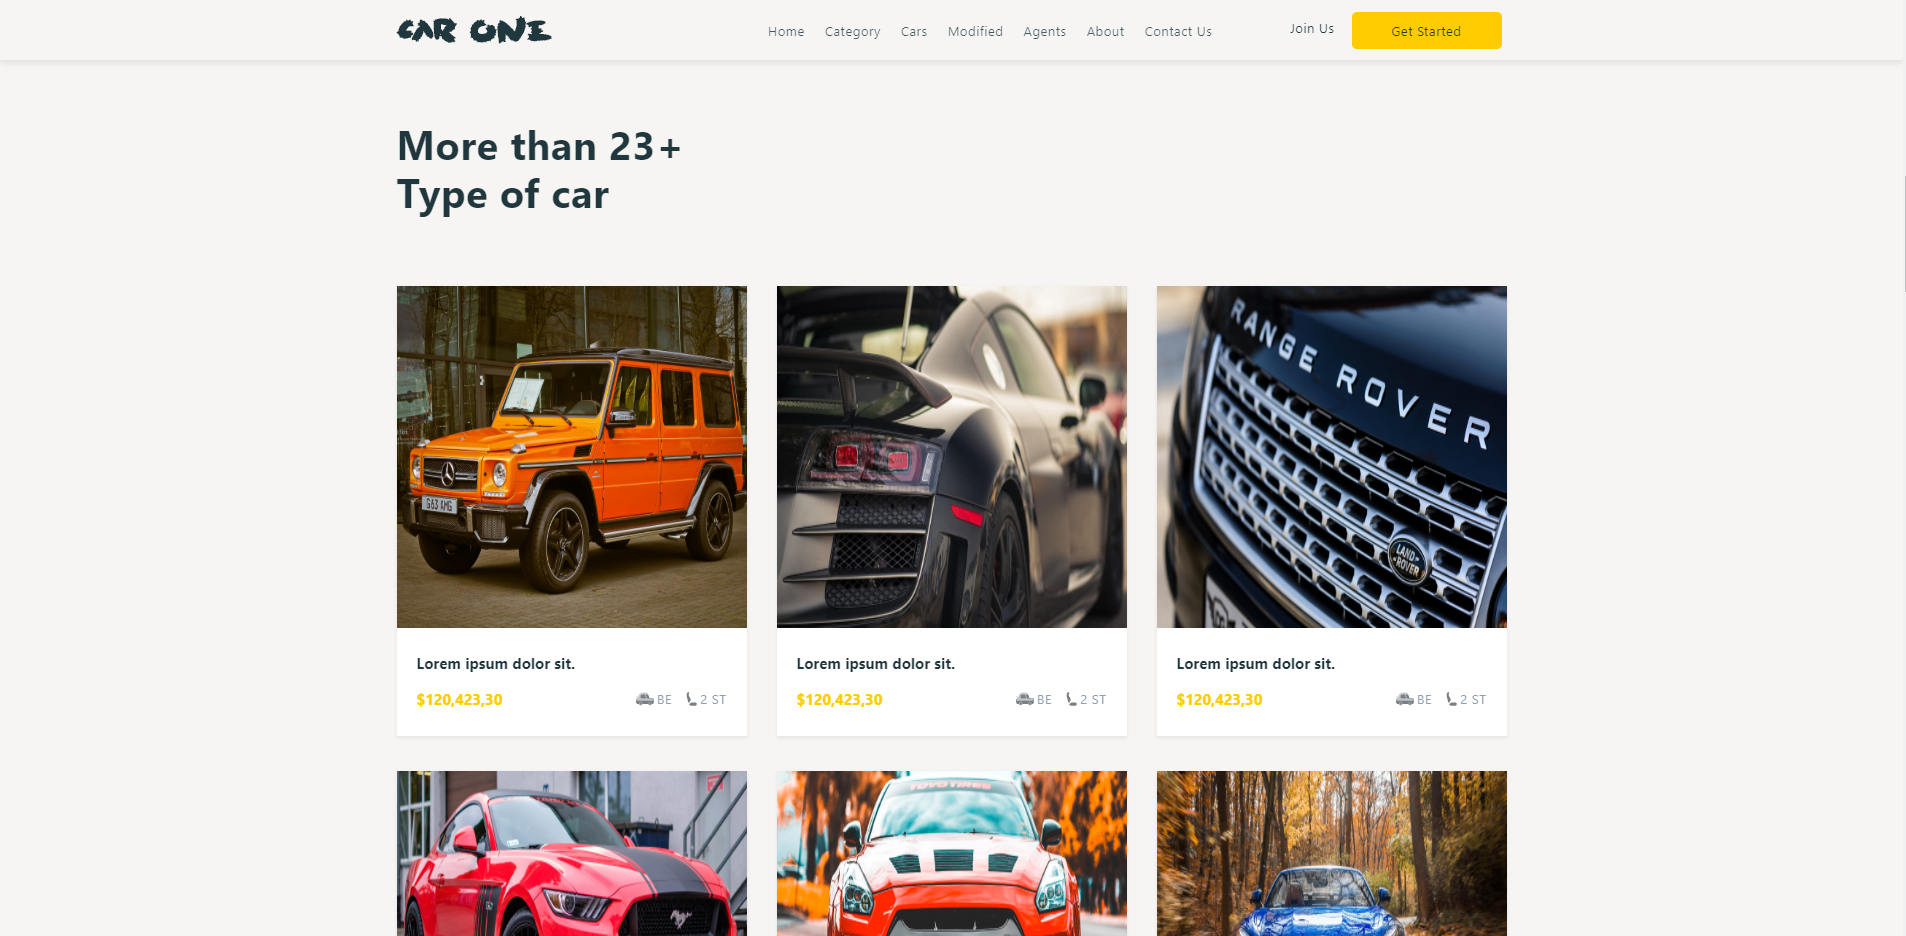 CAR ONE
Home Category Cars Modified Agents About Contact Us Join Us Get Started
More than 23+
Type of car
G63 AMG
RANGE ROVER
LAND-
-ROVER
Lorem ipsum dolor sit.
$120,423,30 BE 2 ST
Lorem ipsum dolor sit.
$120,423,30 BE 2 ST
Lorem ipsum dolor sit.
$120,423,30 BE 2 ST
TOYO TIRES